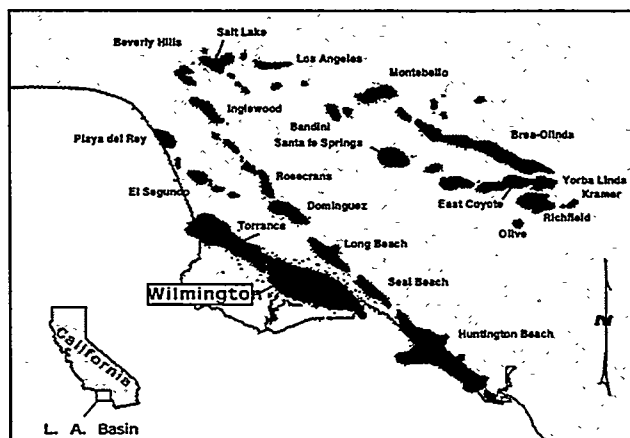 Salt Lake
Beverly Hills
Los Angeles
Montebello
Inglewood
Bandini
Playa del Rey
Santa fe Springs
Brea-Olinda
Rosecrans
El Segundo
Yorba Linda
Kramer
East Coyote
Dominguez
Richfield
Torrance
Olive
Long Beach
Wilmington
Seal Beach
Huntington Beach
N
California
L. A. Basin